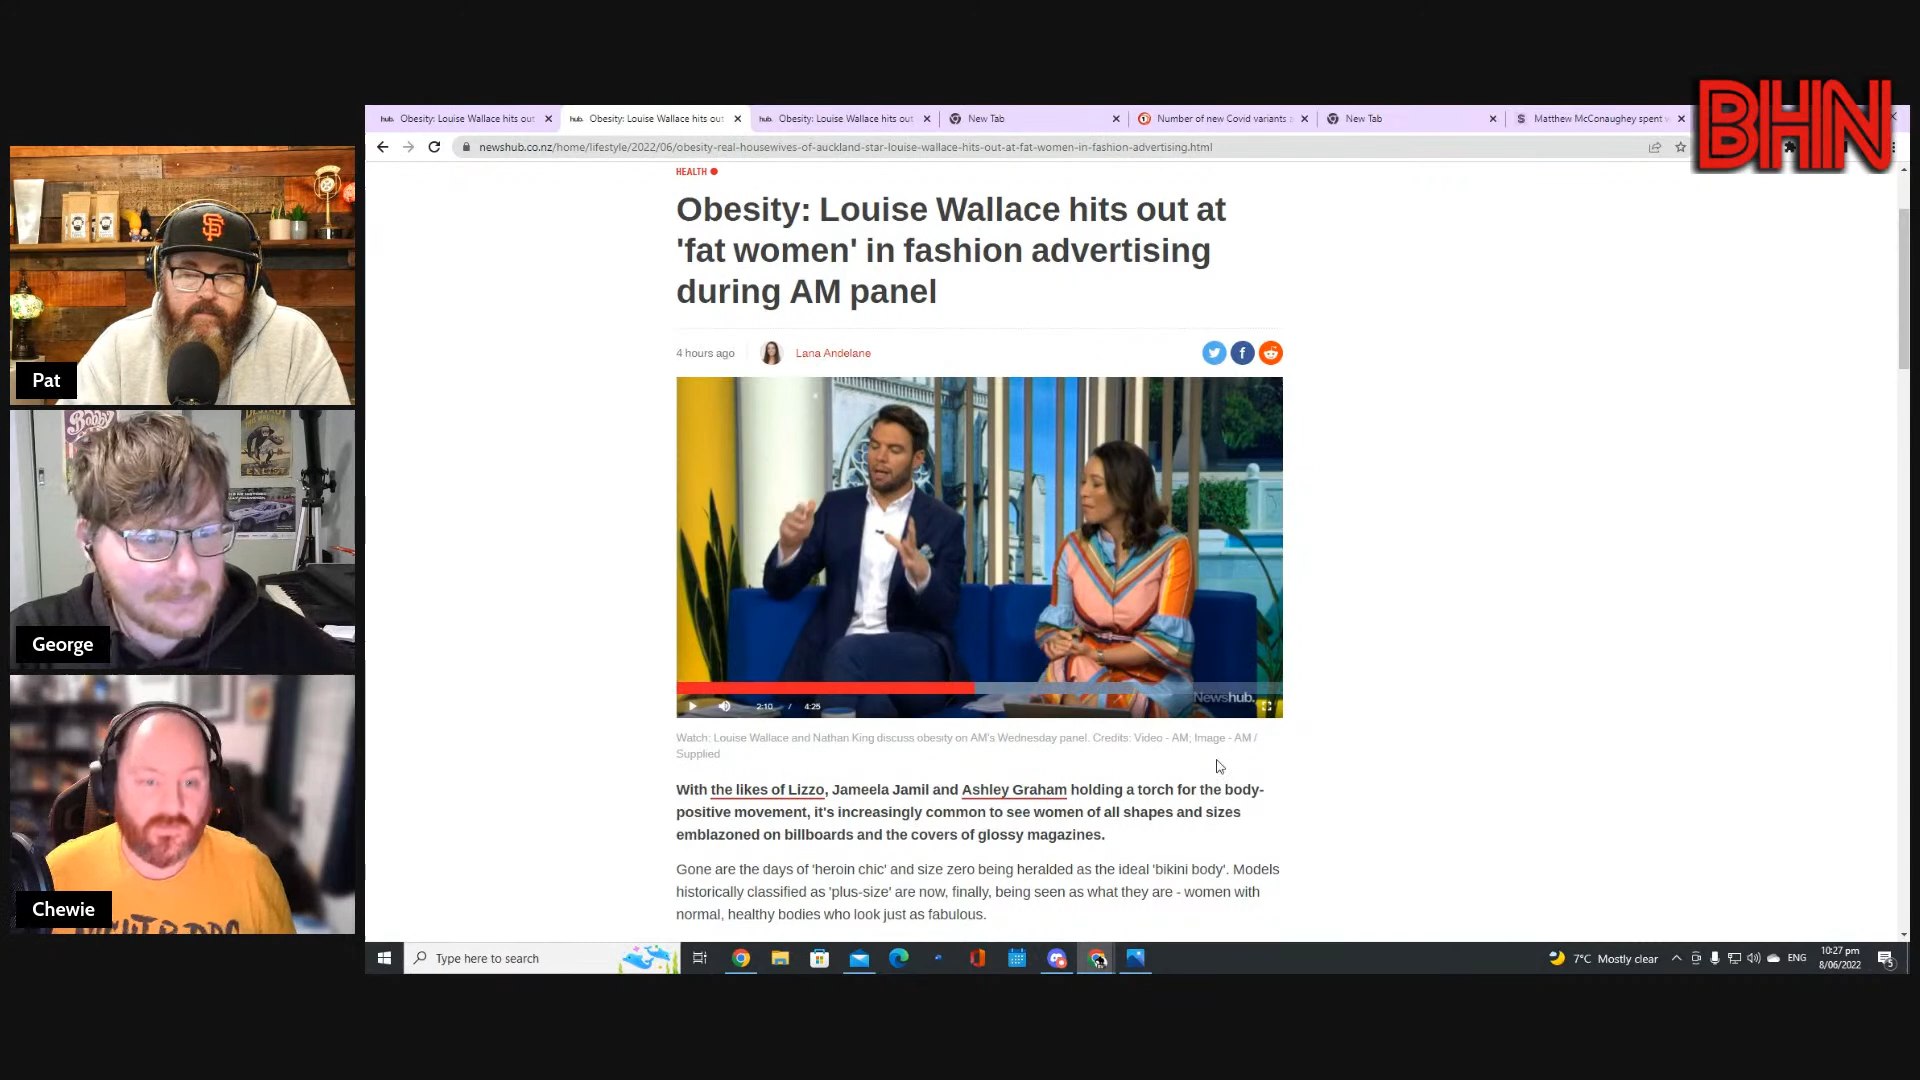 BHN
hub. Obesity: Louise Wallace hits out
hub. Obesity: Louise Wallace hits out
hub. Obesity: Louise Wallace hits out
New Tab
Number of new Covid variants
New Tab
S Matthew McConaughey spent
newshub.co.nz/home/lifestyle/2022/06/obesity-real-housewives-of-auckland-star-louise-wallace-hits-out-at-fat-women-in-fashion-advertising.html
HEALTH
Obesity: Louise Wallace hits out at
'fat women' in fashion advertising
during AM panel
4 hours ago
Lana Andelane
SF
Pat
Bobby
George
Chewie
Newshub.
2:10 / 4:25
Watch: Louise Wallace and Nathan King discuss obesity on AM's Wednesday panel. Credits: Video - AM; Image - AM /
Supplied
With the likes of Lizzo, Jameela Jamil and Ashley Graham holding a torch for the body-
positive movement, it's increasingly common to see women of all shapes and sizes
emblazoned on billboards and the covers of glossy magazines.
Gone are the days of 'heroin chic' and size zero being heralded as the ideal 'bikini body'. Models
historically classified as 'plus-size' are now, finally, being seen as what they are - women with
normal, healthy bodies who look just as fabulous.
Type here to search
7°C Mostly clear
ENG
10:27 pm
8/06/2022
5